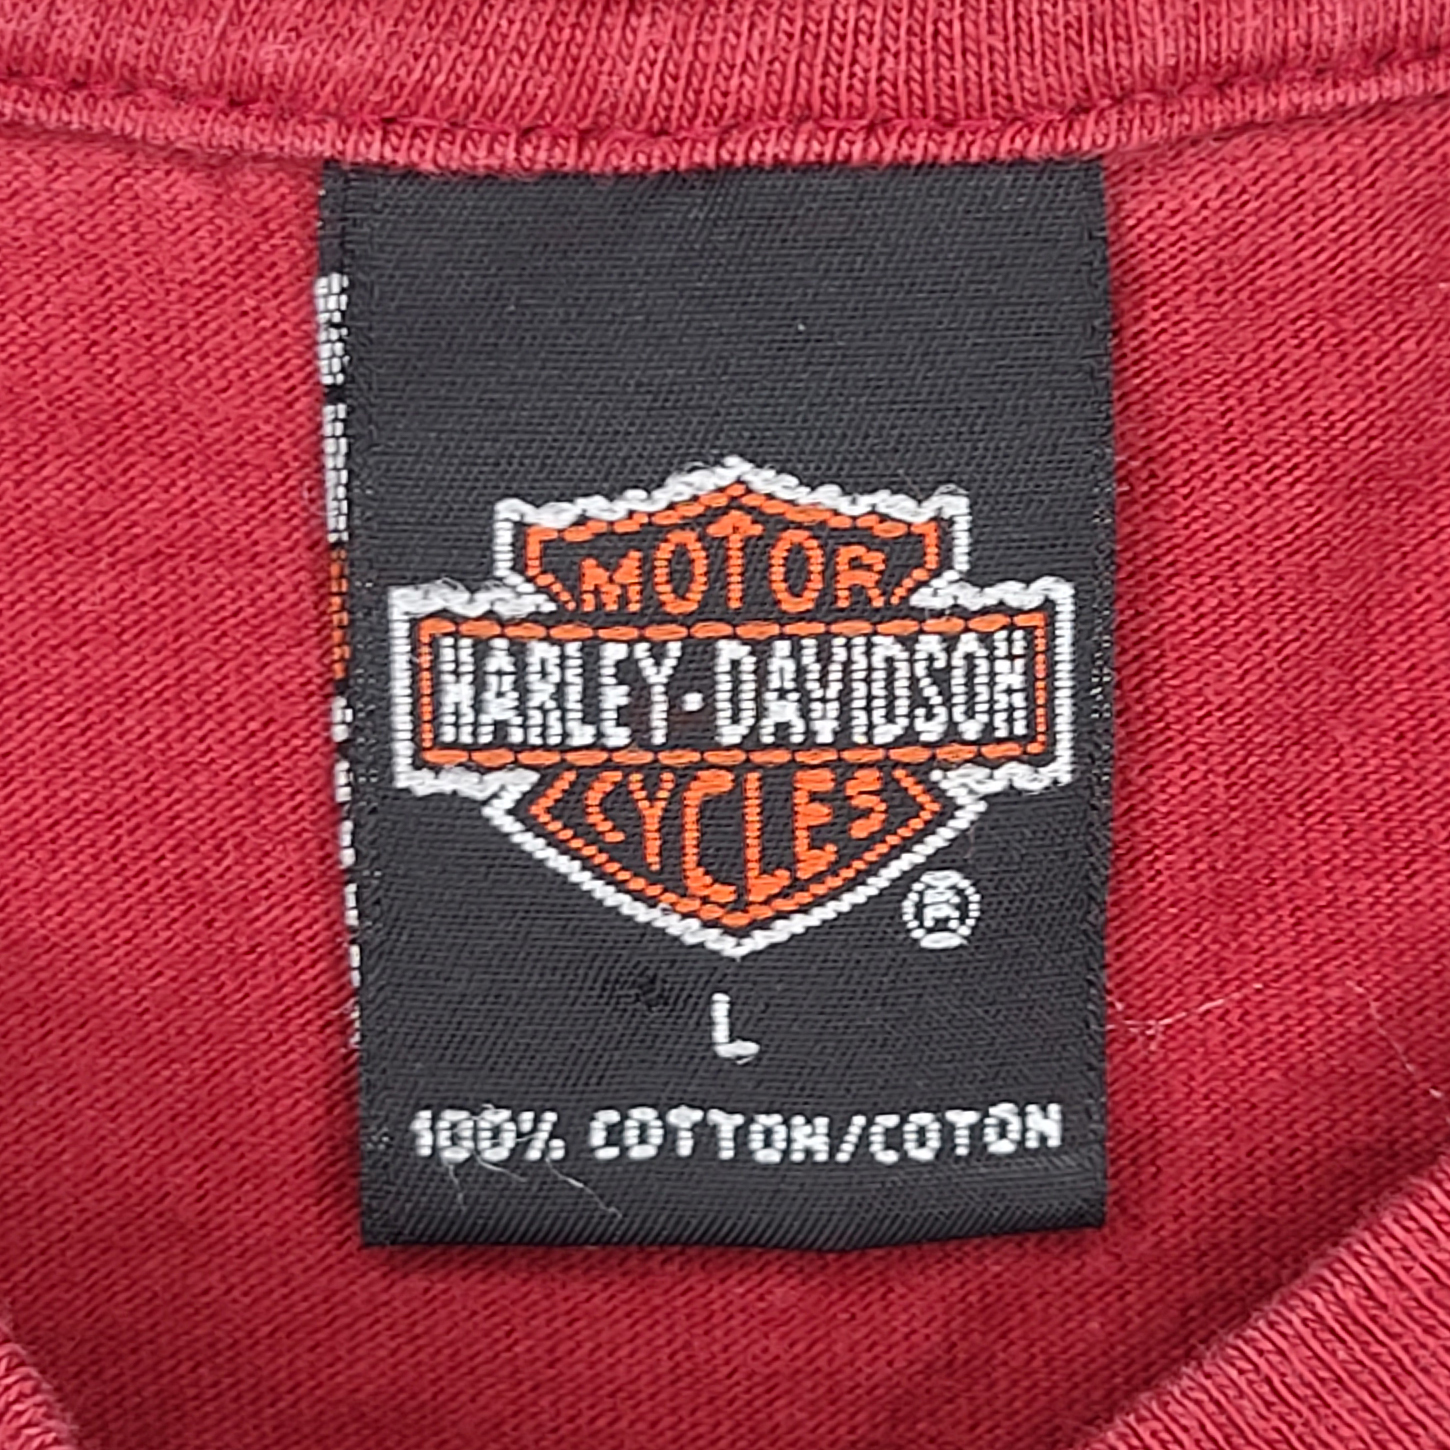 MOTOR
HARLEY-DAVIDSON
CYCLES
®
L
100% COTTON/COTON